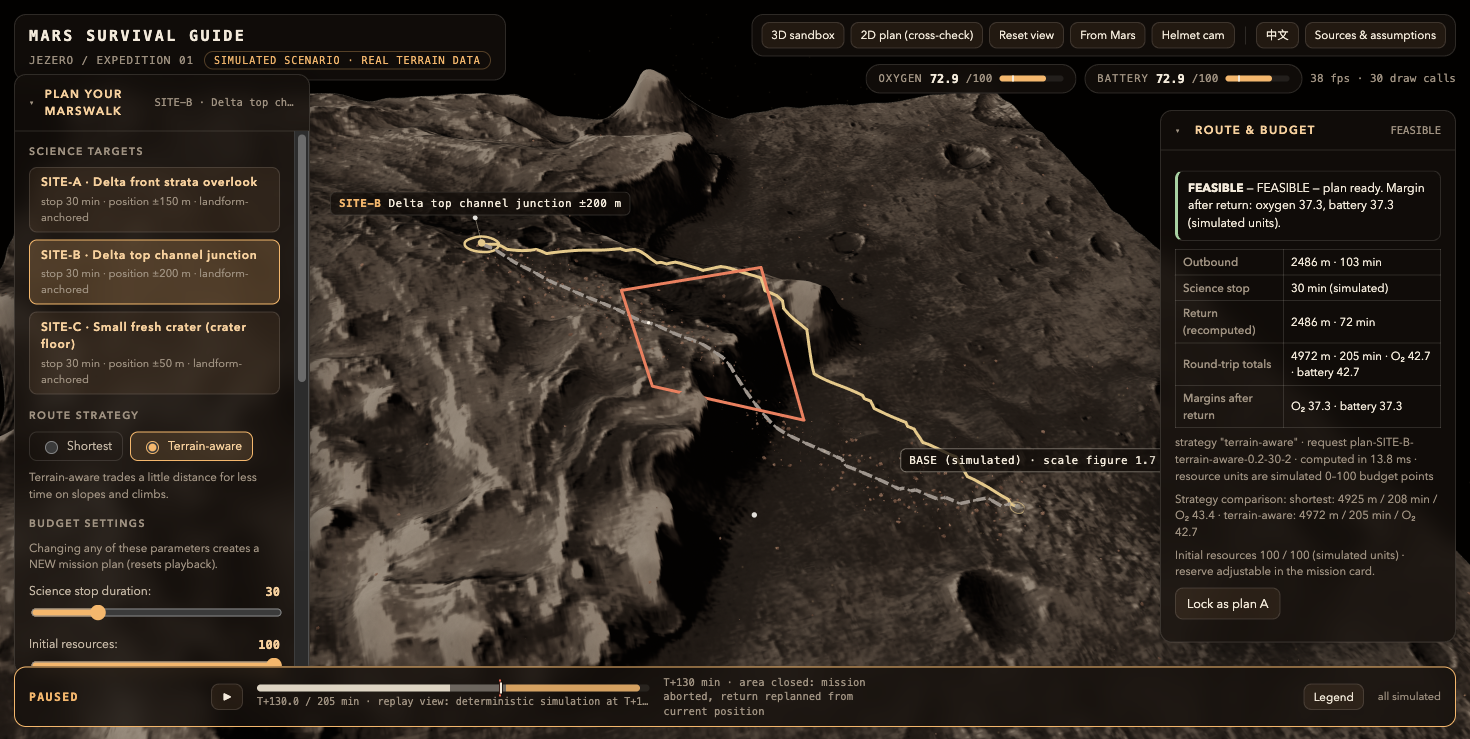 MARS SURVIVAL GUIDE
JEZERO / EXPEDITION 01
SIMULATED SCENARIO · REAL TERRAIN DATA
3D sandbox
2D plan (cross-check)
Reset view
From Mars
Helmet cam
中文
Sources & assumptions
OXYGEN 72.9 /100
BATTERY 72.9 /100
38 fps · 30 draw calls
PLAN YOUR
MARSWALK
SITE-B · Delta top ch…
SCIENCE TARGETS
SITE-A · Delta front strata overlook
stop 30 min · position ±150 m · landform-
anchored
SITE-B · Delta top channel junction
stop 30 min · position ±200 m · landform-
anchored
SITE-C · Small fresh crater (crater
floor)
stop 30 min · position ±50 m · landform-
anchored
ROUTE STRATEGY
Shortest
Terrain-aware
Terrain-aware trades a little distance for less
time on slopes and climbs.
BUDGET SETTINGS
Changing any of these parameters creates a
NEW mission plan (resets playback).
Science stop duration: 30
Initial resources: 100
SITE-B Delta top channel junction ±200 m
BASE (simulated) · scale figure 1.7
ROUTE & BUDGET
FEASIBLE
FEASIBLE – FEASIBLE – plan ready. Margin
after return: oxygen 37.3, battery 37.3
(simulated units).
Outbound 2486 m · 103 min
Science stop 30 min (simulated)
Return
(recomputed) 2486 m · 72 min
Round-trip totals 4972 m · 205 min · O₂ 42.7
· battery 42.7
Margins after
return O₂ 37.3 · battery 37.3
strategy "terrain-aware" · request plan-SITE-B-
terrain-aware-0.2-30-2 · computed in 13.8 ms ·
resource units are simulated 0–100 budget points
Strategy comparison: shortest: 4925 m / 208 min /
O₂ 43.4 · terrain-aware: 4972 m / 205 min / O₂
42.7
Initial resources 100 / 100 (simulated units) ·
reserve adjustable in the mission card.
Lock as plan A
PAUSED
T+130.0 / 205 min · replay view: deterministic simulation at T+1…
T+130 min · area closed: mission
aborted, return replanned from
current position
Legend
all simulated